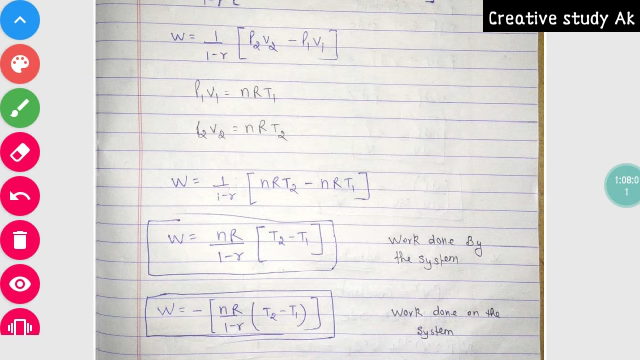 Creative study Ak
W = 1/1-r [P₂V₂ - P₁V₁]
P₁V₁ = nRT₁
P₂V₂ = nRT₂
W = 1/1-r [nRT₂ - nRT₁]
W = nR/1-r [T₂ - T₁] Work done By the system
W = - [nR/1-r (T₂ - T₁)] Work done on the system
1:08:0
1